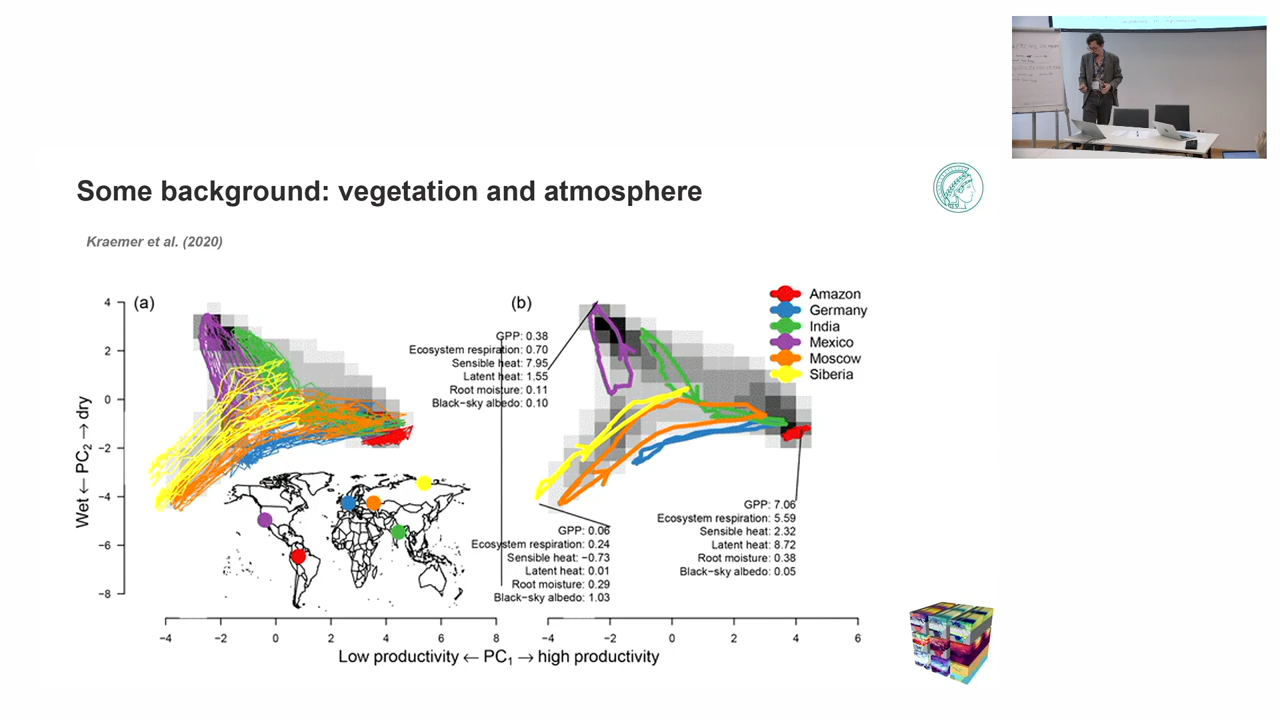 Some background: vegetation and atmosphere
Kraemer et al. (2020)
(a)
4
2
0
−2
−4
−6
−8
Wet ← PC2 → dry
−4
−2
0
2
4
6
8
(b)
GPP: 0.38
Ecosystem respiration: 0.70
Sensible heat: 7.95
Latent heat: 1.55
Root moisture: 0.11
Black−sky albedo: 0.10
Amazon
Germany
India
Mexico
Moscow
Siberia
GPP: 0.06
Ecosystem respiration: 0.24
Sensible heat: −0.73
Latent heat: 0.01
Root moisture: 0.29
Black−sky albedo: 1.03
GPP: 7.06
Ecosystem respiration: 5.59
Sensible heat: 2.32
Latent heat: 8.72
Root moisture: 0.38
Black−sky albedo: 0.05
−4
−2
0
2
4
6
Low productivity ← PC1 → high productivity